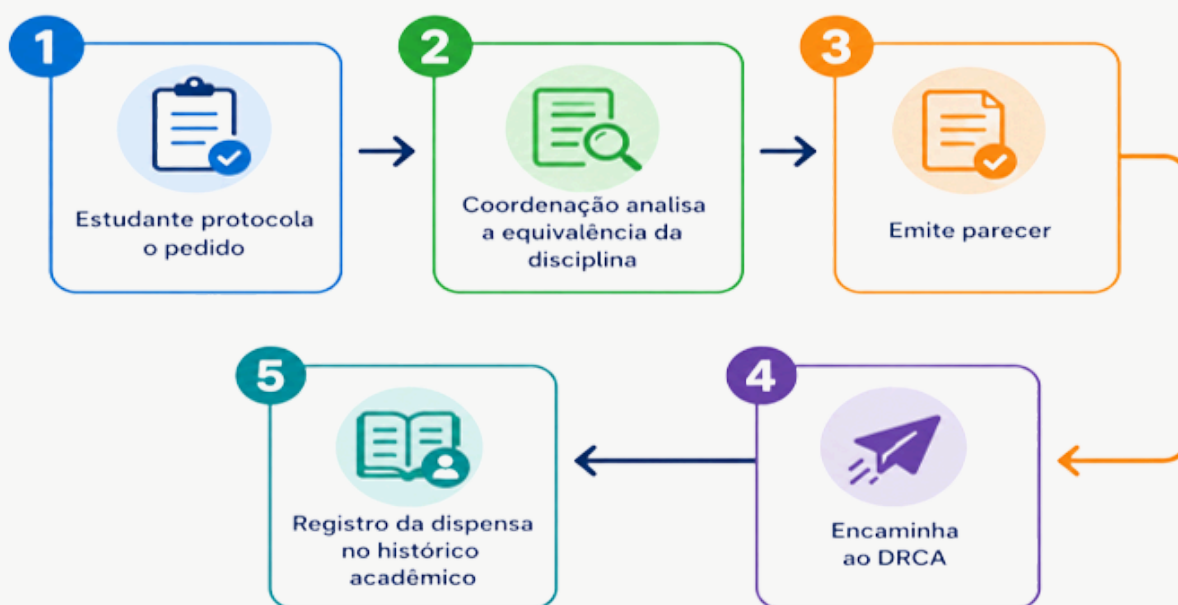 1
Estudante protocola
o pedido
2
Coordenação analisa
a equivalência da
disciplina
3
Emite parecer
4
Encaminha
ao DRCA
5
Registro da dispensa
no histórico
acadêmico